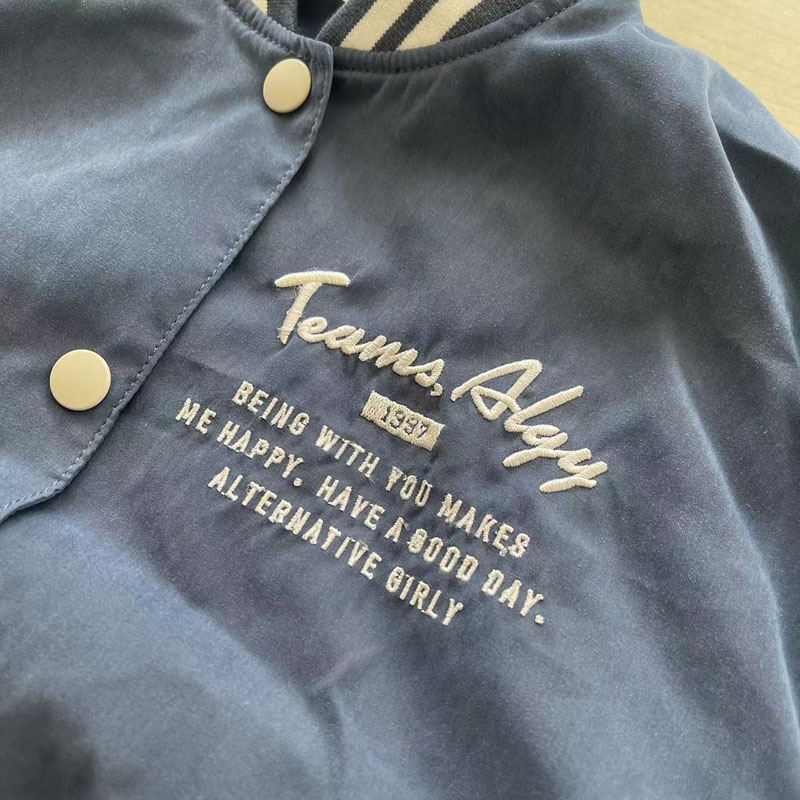 Teams. Algy
1997
BEING WITH YOU MAKES
ME HAPPY. HAVE A GOOD DAY.
ALTERNATIVE GIRLY